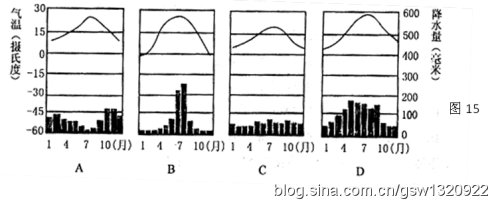 气温（摄氏度）
30
15
0
-15
-30
-45
-60
1 4 7 10(月)
A
1 4 7 10(月)
B
1 4 7 10(月)
C
1 4 7 10(月)
D
600
500
400
300
200
100
0
降水量（毫米）
图 15
blog.sina.com.cn/gsw1320922